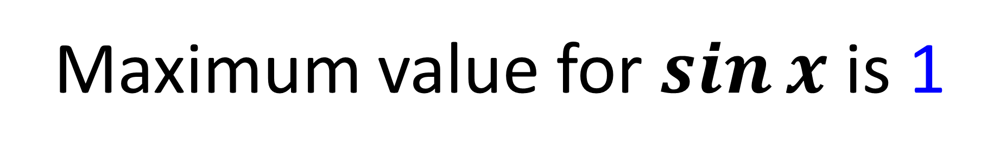 Maximum value for sin x is 1